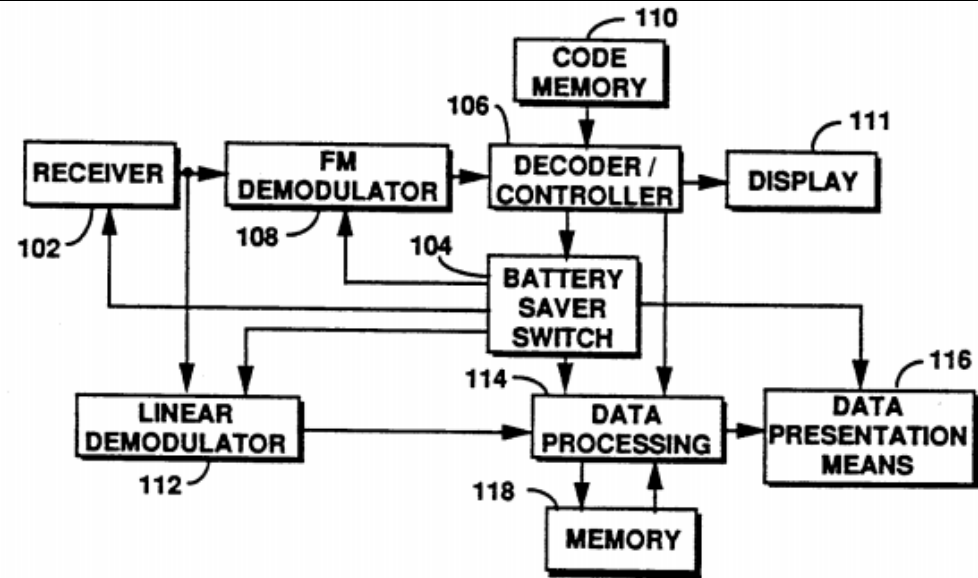 110
CODE
MEMORY
106
111
RECEIVER
FM
DEMODULATOR
DECODER /
CONTROLLER
DISPLAY
102
108
104
BATTERY
SAVER
SWITCH
114
116
LINEAR
DEMODULATOR
DATA
PROCESSING
DATA
PRESENTATION
MEANS
112
118
MEMORY